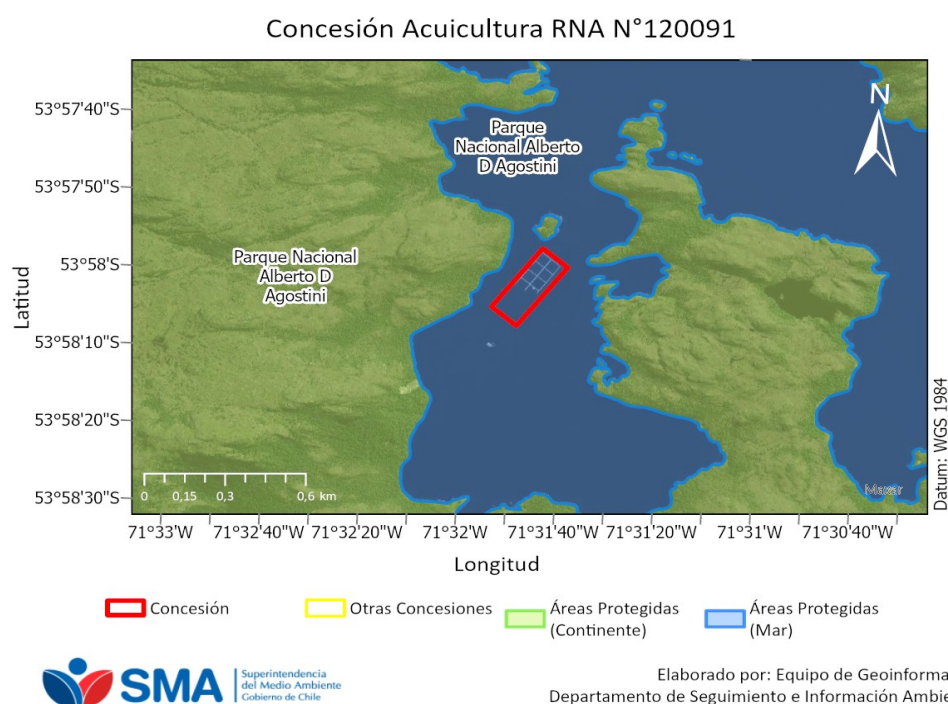 Concesión Acuicultura RNA N°120091
53°57'40"S
53°57'50"S
53°58'S
53°58'10"S
53°58'20"S
53°58'30"S
Latitud
Parque
Nacional Alberto
D Agostini
Parque Nacional
Alberto D
Agostini
N
0 0,15 0,3 0,6 km
Maxar
Datum: WGS 1984
71°33'W 71°32'40"W 71°32'20"W 71°32'W 71°31'40"W 71°31'20"W 71°31'W 71°30'40"W
Longitud
Concesión
Otras Concesiones
Áreas Protegidas
(Continente)
Áreas Protegidas
(Mar)
SMA
Superintendencia
del Medio Ambiente
Gobierno de Chile
Elaborado por: Equipo de Geoinforma
Departamento de Seguimiento e Información Ambie